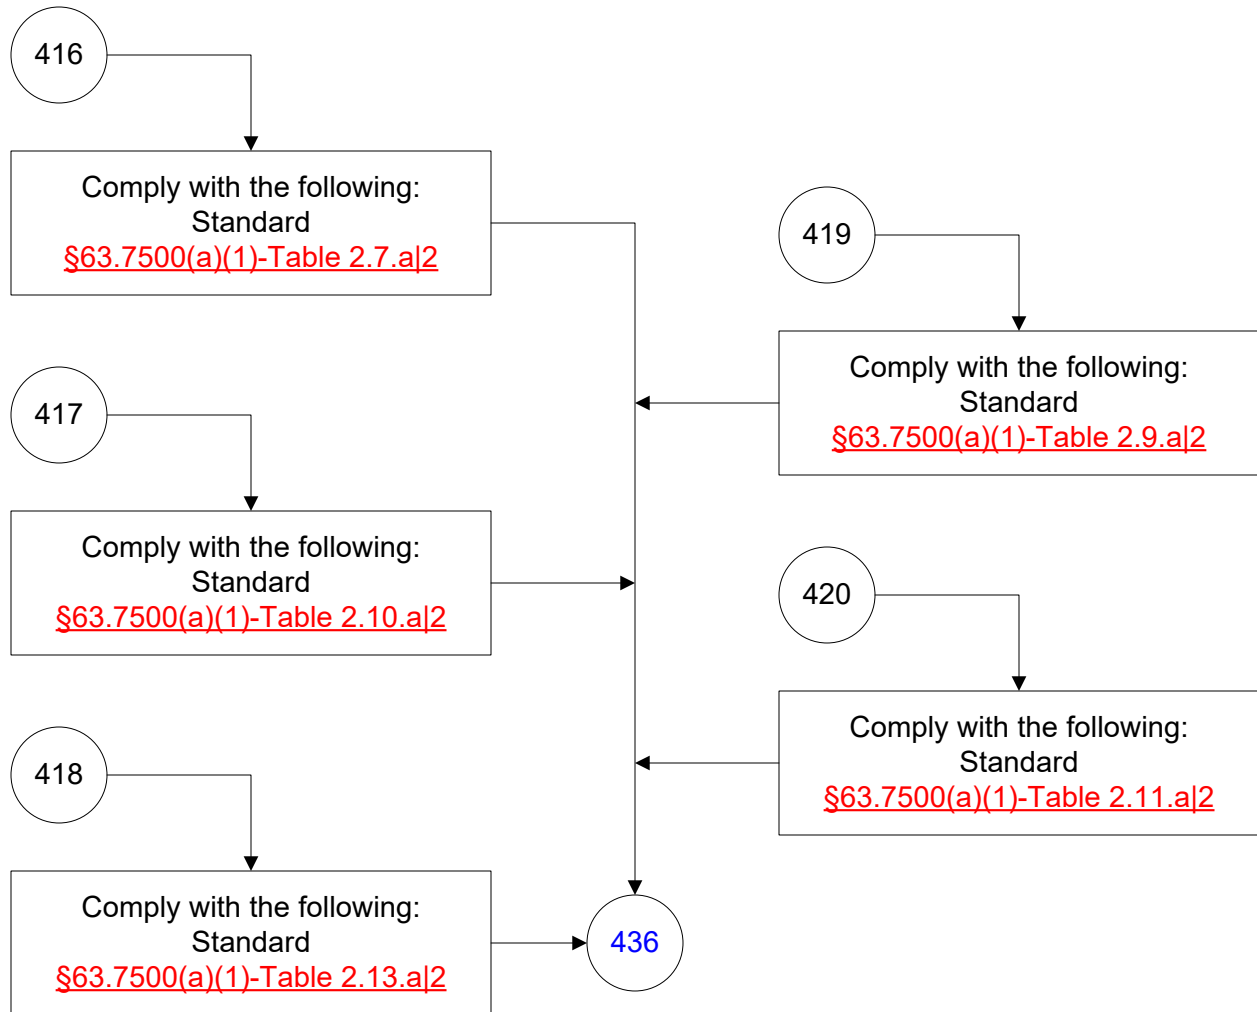 416
Comply with the following:
Standard
§63.7500(a)(1)-Table 2.7.a|2
419
Comply with the following:
Standard
§63.7500(a)(1)-Table 2.9.a|2
417
Comply with the following:
Standard
§63.7500(a)(1)-Table 2.10.a|2
420
Comply with the following:
Standard
§63.7500(a)(1)-Table 2.11.a|2
418
Comply with the following:
Standard
§63.7500(a)(1)-Table 2.13.a|2
436